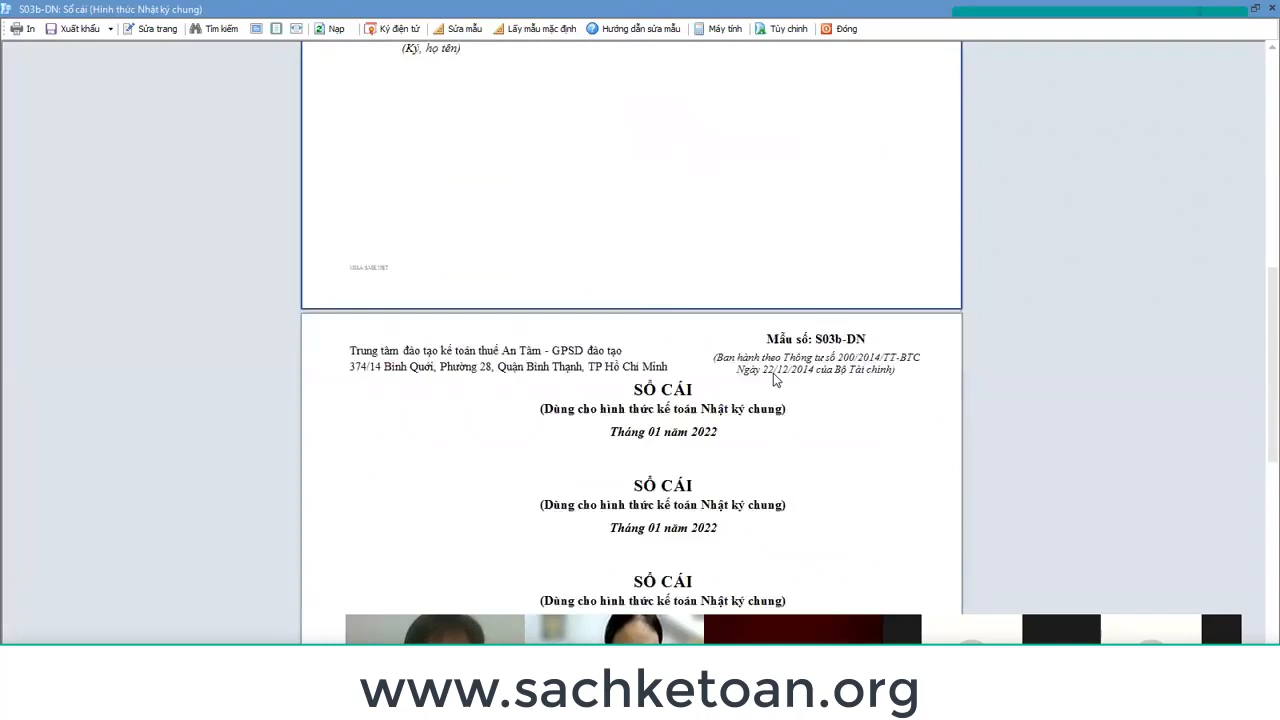 S03b-DN: Sổ cái (Hình thức Nhật ký chung)
In Xuất khẩu Sửa trang Tìm kiếm Nạp Ký điện tử Sửa mẫu Lấy mẫu mặc định Hướng dẫn sửa mẫu Máy tính Tùy chỉnh Đóng
(Ký, họ tên)
MISA SME.NET
Mẫu số: S03b-DN
Trung tâm đào tạo kế toán thuế An Tâm - GPSD đào tạo
(Ban hành theo Thông tư số 200/2014/TT-BTC
374/14 Bình Quới, Phường 28, Quận Bình Thạnh, TP Hồ Chí Minh
Ngày 22/12/2014 của Bộ Tài chính)
SỔ CÁI
(Dùng cho hình thức kế toán Nhật ký chung)
Tháng 01 năm 2022
SỔ CÁI
(Dùng cho hình thức kế toán Nhật ký chung)
Tháng 01 năm 2022
SỔ CÁI
(Dùng cho hình thức kế toán Nhật ký chung)
www.sachketoan.org